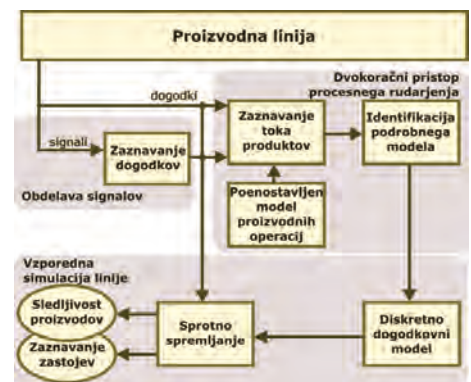 Proizvodna linija
dogodki
Dvokoračni pristop
procesnega rudarjenja
signali
Zaznavanje
dogodkov
Zaznavanje
toka
produktov
Identifikacija
podrobnega
modela
Obdelava signalov
Poenostavljen
model
proizvodnih
operacij
Vzporedna
simulacija linije
Sledljivost
proizvodov
Zaznavanje
zastojev
Sprotno
spremljanje
Diskretno
dogodkovni
model